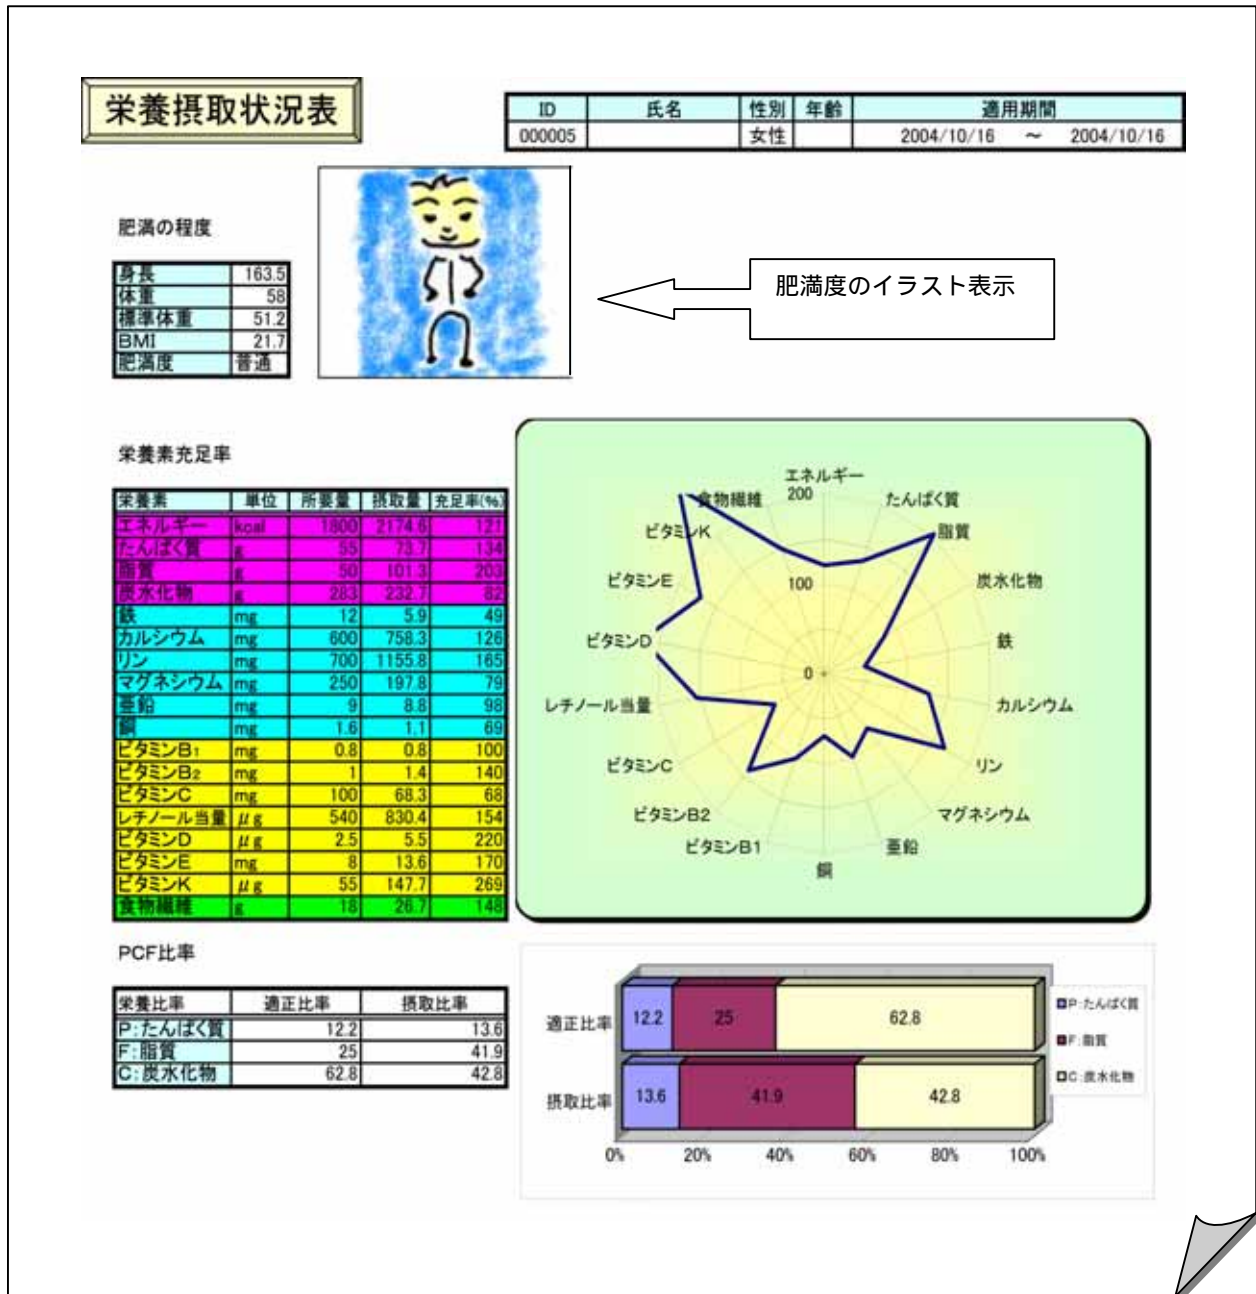 栄養摂取状況表
ID 氏名 性別 年齢 適用期間
000005 女性 2004/10/16 ～ 2004/10/16
肥満の程度
身長 163.5
体重 58
標準体重 51.2
BMI 21.7
肥満度 普通
肥満度のイラスト表示
栄養素充足率
栄養素 単位 所要量 摂取量 充足率(%)
エネルギー kcal 1800 2174.6 121
たんぱく質 g 55 73.7 134
脂質 g 50 101.3 203
炭水化物 g 283 232.7 82
鉄 mg 12 5.9 49
カルシウム mg 600 758.3 126
リン mg 700 1155.8 165
マグネシウム mg 250 197.8 79
亜鉛 mg 9 8.8 98
銅 mg 1.6 1.1 69
ビタミンB₁ mg 0.8 0.8 100
ビタミンB₂ mg 1 1.4 140
ビタミンC mg 100 68.3 68
レチノール当量 μg 540 830.4 154
ビタミンD μg 2.5 5.5 220
ビタミンE mg 8 13.6 170
ビタミンK μg 55 147.7 269
食物繊維 g 18 26.7 148
エネルギー
たんぱく質
脂質
炭水化物
鉄
カルシウム
リン
マグネシウム
亜鉛
銅
ビタミンB1
ビタミンB2
ビタミンC
レチノール当量
ビタミンD
ビタミンE
ビタミンK
食物繊維
200
100
0
PCF比率
栄養比率 適正比率 摂取比率
P:たんぱく質 12.2 13.6
F:脂質 25 41.9
C:炭水化物 62.8 42.8
適正比率 12.2 25 62.8
摂取比率 13.6 41.9 42.8
0% 20% 40% 60% 80% 100%
P:たんぱく質
F:脂質
C:炭水化物